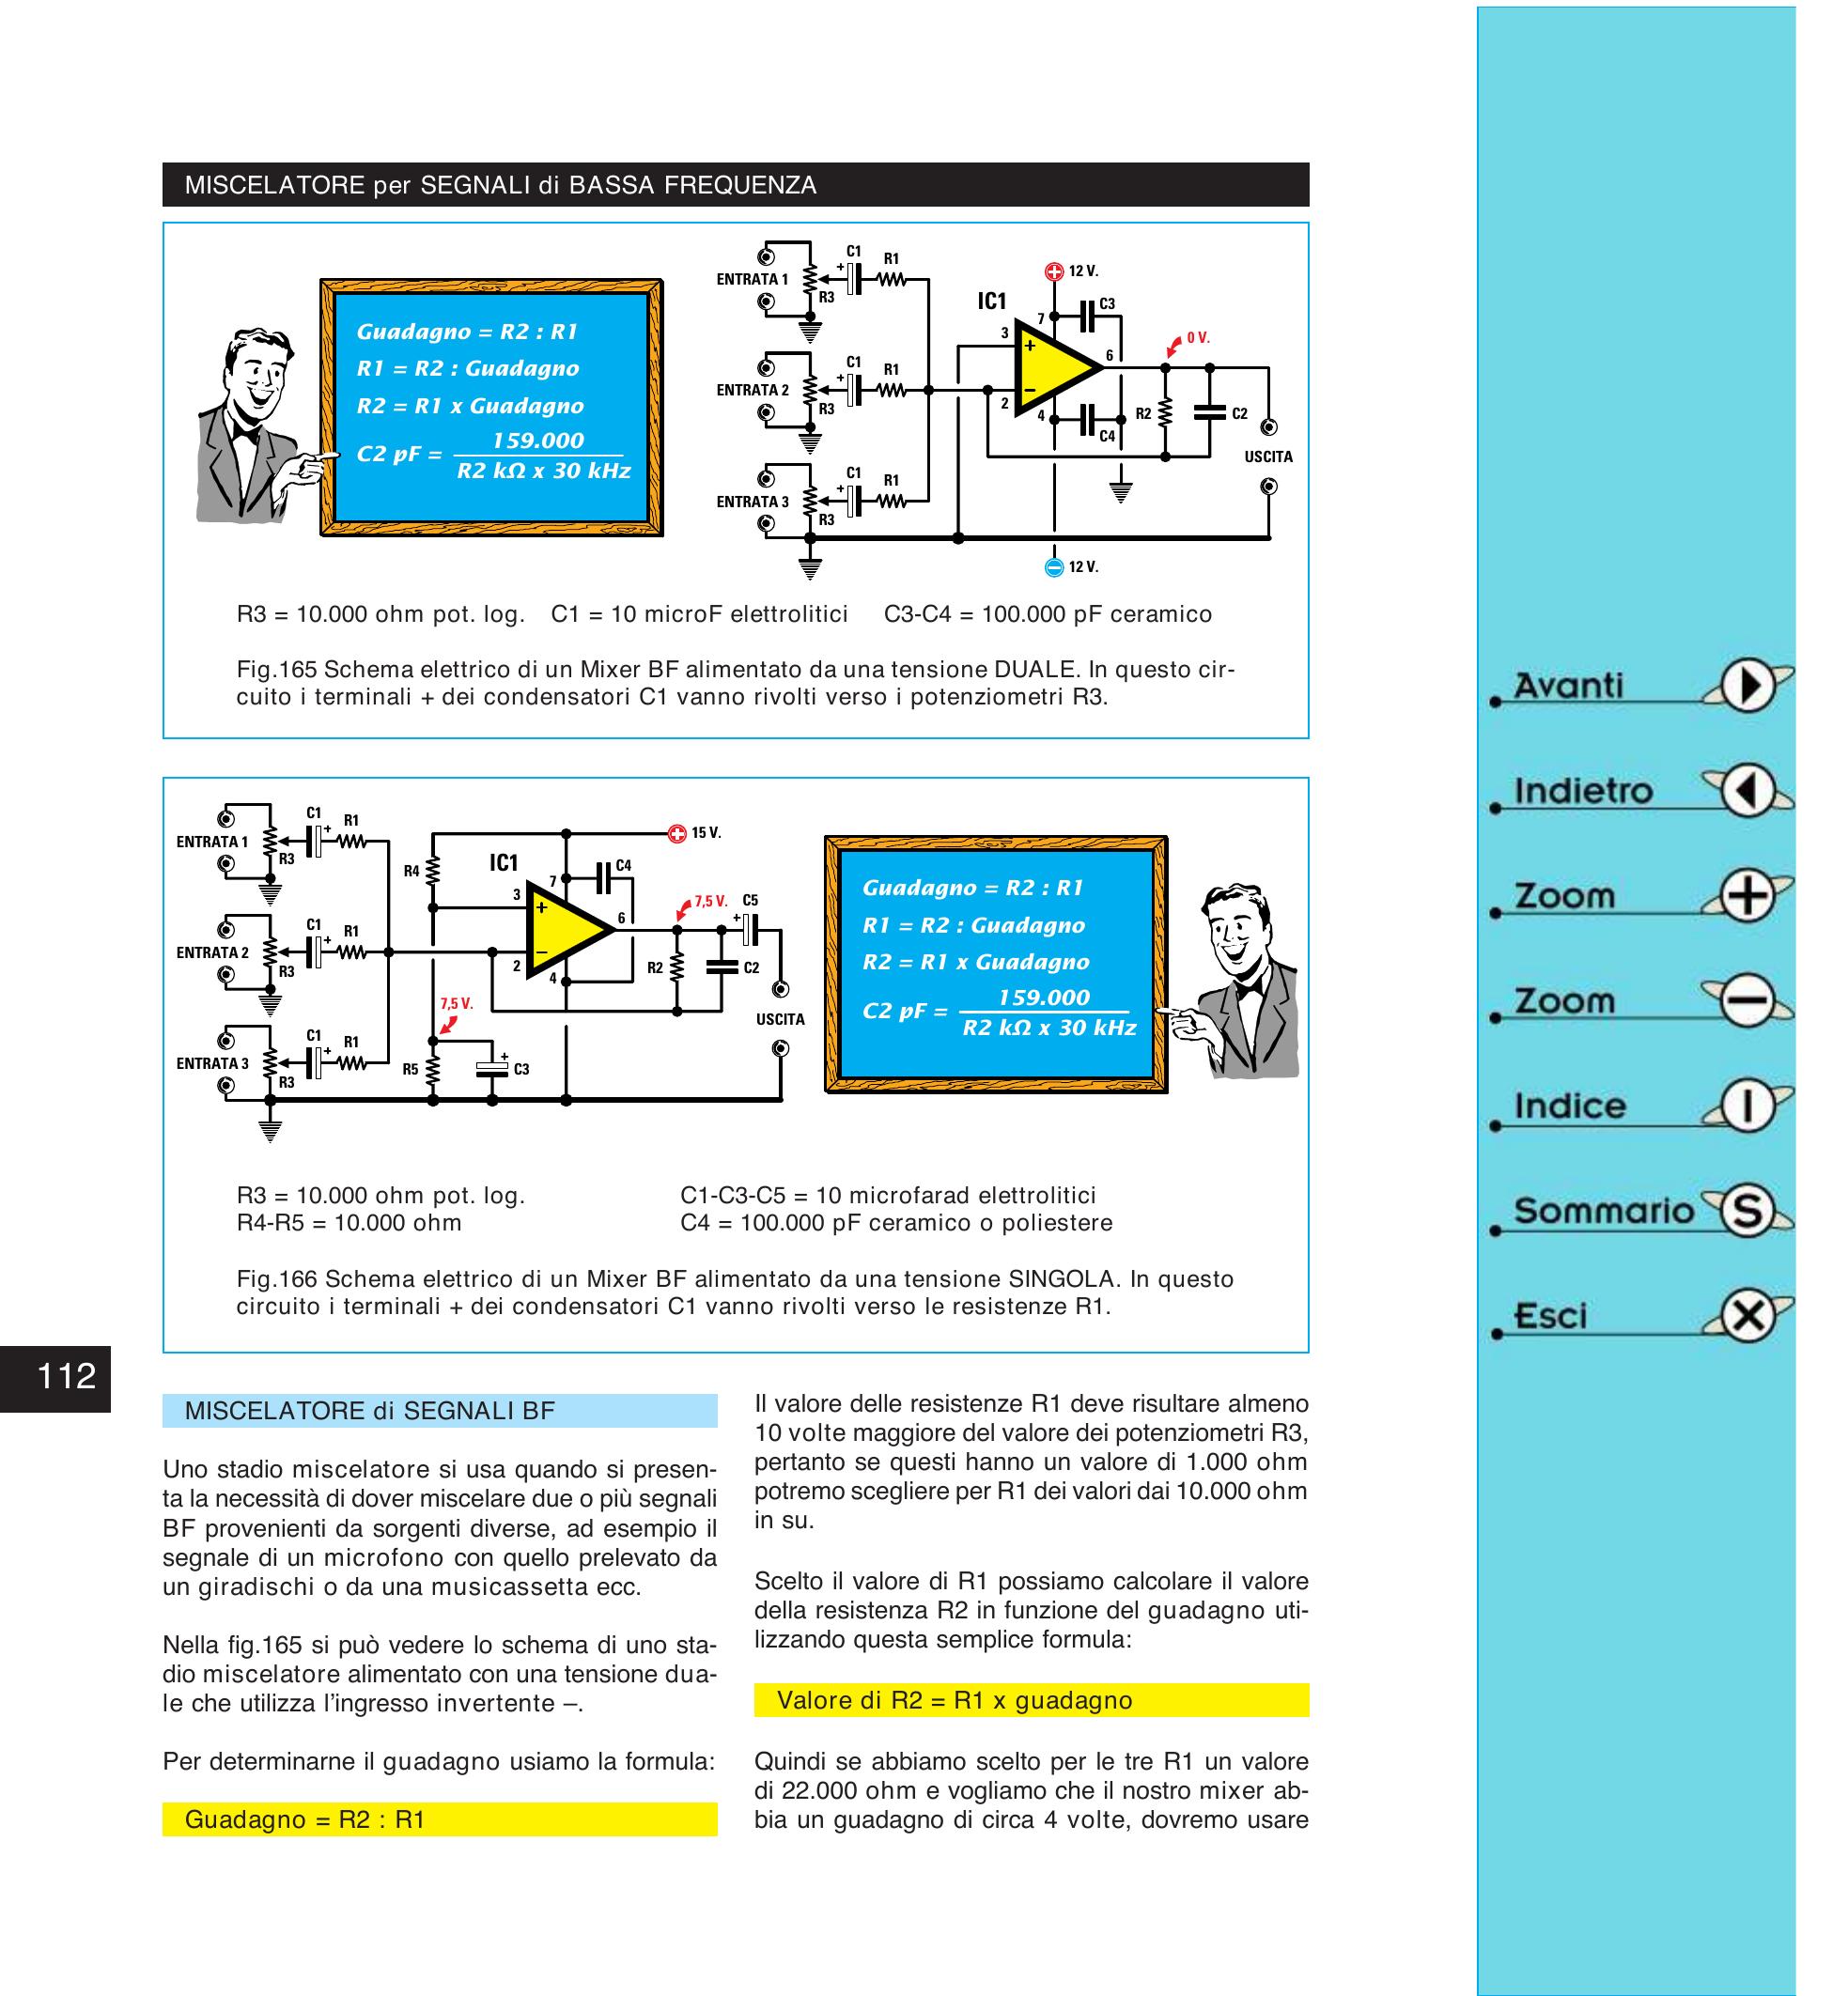 MISCELATORE per SEGNALI di BASSA FREQUENZA
Guadagno = R2 : R1
R1 = R2 : Guadagno
R2 = R1 x Guadagno
C2 pF = 159.000
R2 kΩ x 30 kHz
ENTRATA 1
R3
C1
+
R1
ENTRATA 2
R3
C1
+
R1
ENTRATA 3
R3
C1
+
R1
IC1
12 V.
C3
3
7
+
6
0 V.
2
–
4
C4
R2
C2
USCITA
12 V.
R3 = 10.000 ohm pot. log. C1 = 10 microF elettrolitici C3-C4 = 100.000 pF ceramico
Fig.165 Schema elettrico di un Mixer BF alimentato da una tensione DUALE. In questo cir-
cuito i terminali + dei condensatori C1 vanno rivolti verso i potenziometri R3.
ENTRATA 1
R3
C1
+
R1
ENTRATA 2
R3
C1
+
R1
ENTRATA 3
R3
C1
+
R1
R4
IC1
15 V.
C4
3
7
+
6
7,5 V.
C5
+
2
–
4
R2
C2
7,5 V.
R5
+
C3
USCITA
Guadagno = R2 : R1
R1 = R2 : Guadagno
R2 = R1 x Guadagno
C2 pF = 159.000
R2 kΩ x 30 kHz
R3 = 10.000 ohm pot. log. C1-C3-C5 = 10 microfarad elettrolitici
R4-R5 = 10.000 ohm C4 = 100.000 pF ceramico o poliestere
Fig.166 Schema elettrico di un Mixer BF alimentato da una tensione SINGOLA. In questo
circuito i terminali + dei condensatori C1 vanno rivolti verso le resistenze R1.
112
MISCELATORE di SEGNALI BF
Uno stadio miscelatore si usa quando si presen-
ta la necessità di dover miscelare due o più segnali
BF provenienti da sorgenti diverse, ad esempio il
segnale di un microfono con quello prelevato da
un giradischi o da una musicassetta ecc.
Nella fig.165 si può vedere lo schema di uno sta-
dio miscelatore alimentato con una tensione dua-
le che utilizza l'ingresso invertente –.
Per determinarne il guadagno usiamo la formula:
Guadagno = R2 : R1
Il valore delle resistenze R1 deve risultare almeno
10 volte maggiore del valore dei potenziometri R3,
pertanto se questi hanno un valore di 1.000 ohm
potremo scegliere per R1 dei valori dai 10.000 ohm
in su.
Scelto il valore di R1 possiamo calcolare il valore
della resistenza R2 in funzione del guadagno uti-
lizzando questa semplice formula:
Valore di R2 = R1 x guadagno
Quindi se abbiamo scelto per le tre R1 un valore
di 22.000 ohm e vogliamo che il nostro mixer ab-
bia un guadagno di circa 4 volte, dovremo usare
Avanti
Indietro
Zoom +
Zoom –
Indice I
Sommario S
Esci X